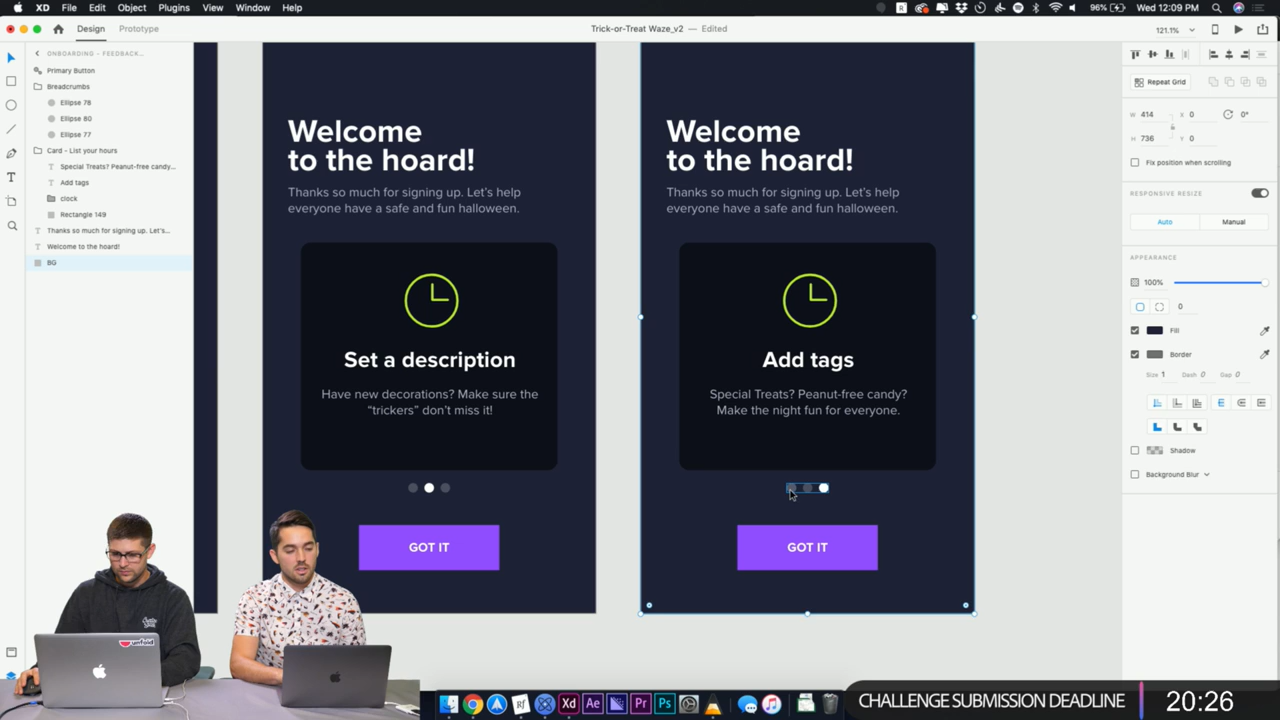 XD File Edit Object Plugins View Window Help
96% Wed 12:09 PM
Design Prototype
Trick-or-Treat Waze_v2 — Edited
121.1%
ONBOARDING - FEEDBACK...
Primary Button
Breadcrumbs
Ellipse 78
Ellipse 80
Ellipse 77
Card - List your hours
Special Treats? Peanut-free candy...
Add tags
clock
Rectangle 149
Thanks so much for signing up. Let's...
Welcome to the hoard!
BG
Welcome
to the hoard!
Thanks so much for signing up. Let's help
everyone have a safe and fun halloween.
Set a description
Have new decorations? Make sure the
“trickers” don’t miss it!
GOT IT
Welcome
to the hoard!
Thanks so much for signing up. Let's help
everyone have a safe and fun halloween.
Add tags
Special Treats? Peanut-free candy?
Make the night fun for everyone.
GOT IT
Repeat Grid
W 414 X 0 0°
H 736 Y 0
Fix position when scrolling
RESPONSIVE RESIZE
Auto Manual
APPEARANCE
100%
0
Fill
Border
Size 1 Dash 0 Gap 0
Shadow
Background Blur
unfold
Xd Ae Pr Ps
CHALLENGE SUBMISSION DEADLINE 20:26